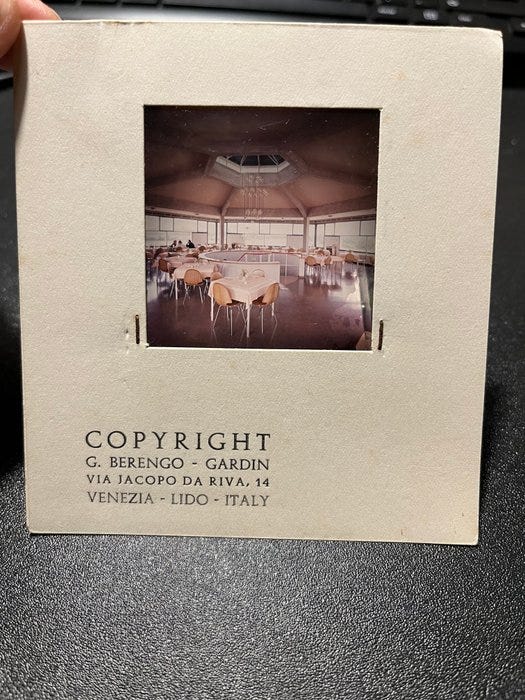 COPYRIGHT
G. BERENGO - GARDIN
VIA JACOPO DA RIVA, 14
VENEZIA - LIDO - ITALY